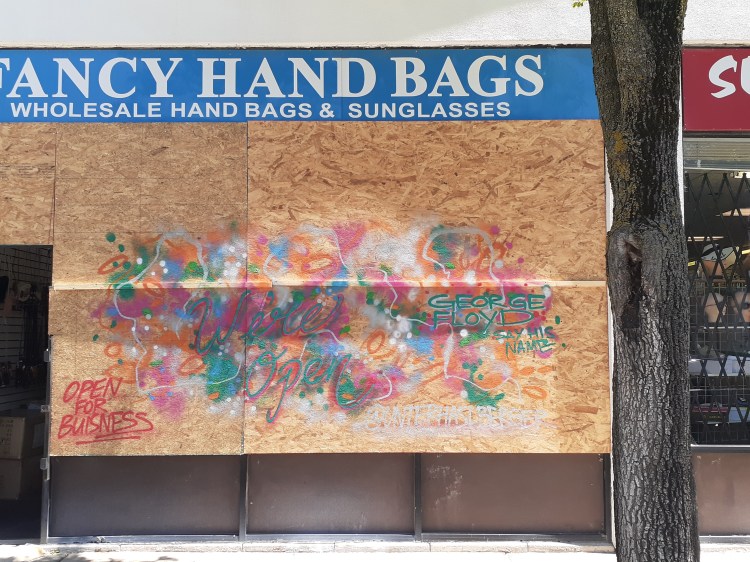 FANCY HAND BAGS
WHOLESALE HAND BAGS & SUNGLASSES
We're
Open
GEORGE
FLOYD
SAY HIS
NAME
OPEN
FOR
BUISNESS